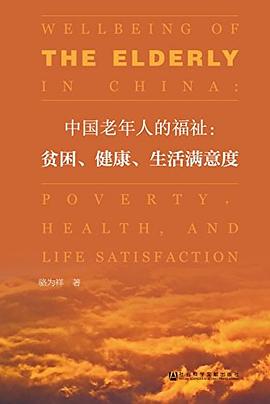 WELLBEING OF
THE ELDERLY
IN CHINA:
中国老年人的福祉:
贫困、健康、生活满意度
POVERTY,
HEALTH, AND
LIFE SATISFACTION
骆为祥 著
社会科学文献出版社